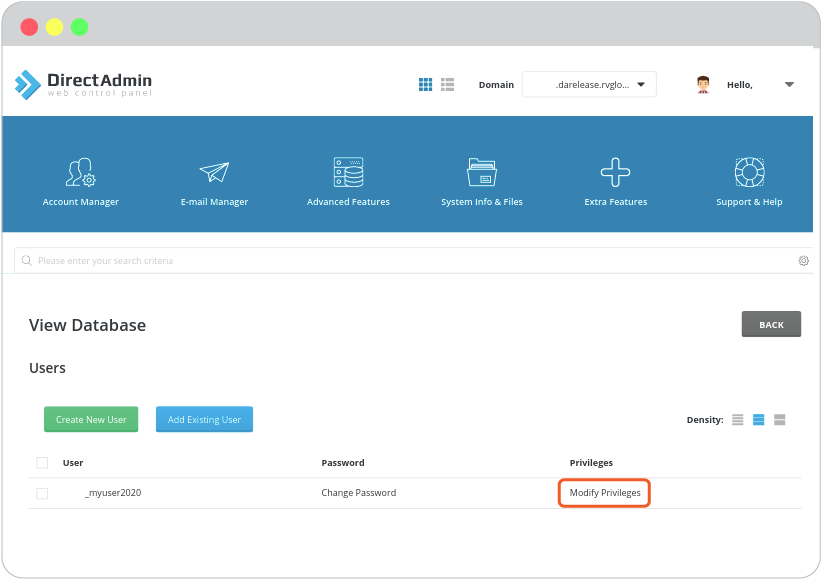 DirectAdmin
web control panel
Domain
.darelease.rvglo...
Hello,
Account Manager
E-mail Manager
Advanced Features
System Info & Files
Extra Features
Support & Help
Please enter your search criteria
View Database
BACK
Users
Create New User
Add Existing User
Density:
User Password Privileges
_myuser2020 Change Password Modify Privileges